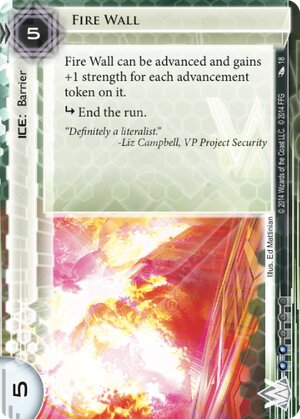 5
FIRE WALL
ICE: Barrier
Fire Wall can be advanced and gains
+1 strength for each advancement
token on it.
End the run.
“Definitely a literalist.”
-Liz Campbell, VP Project Security
18
© 2014 Wizards of the Coast LLC. © 2014 FFG
Illus. Ed Mattinian
5